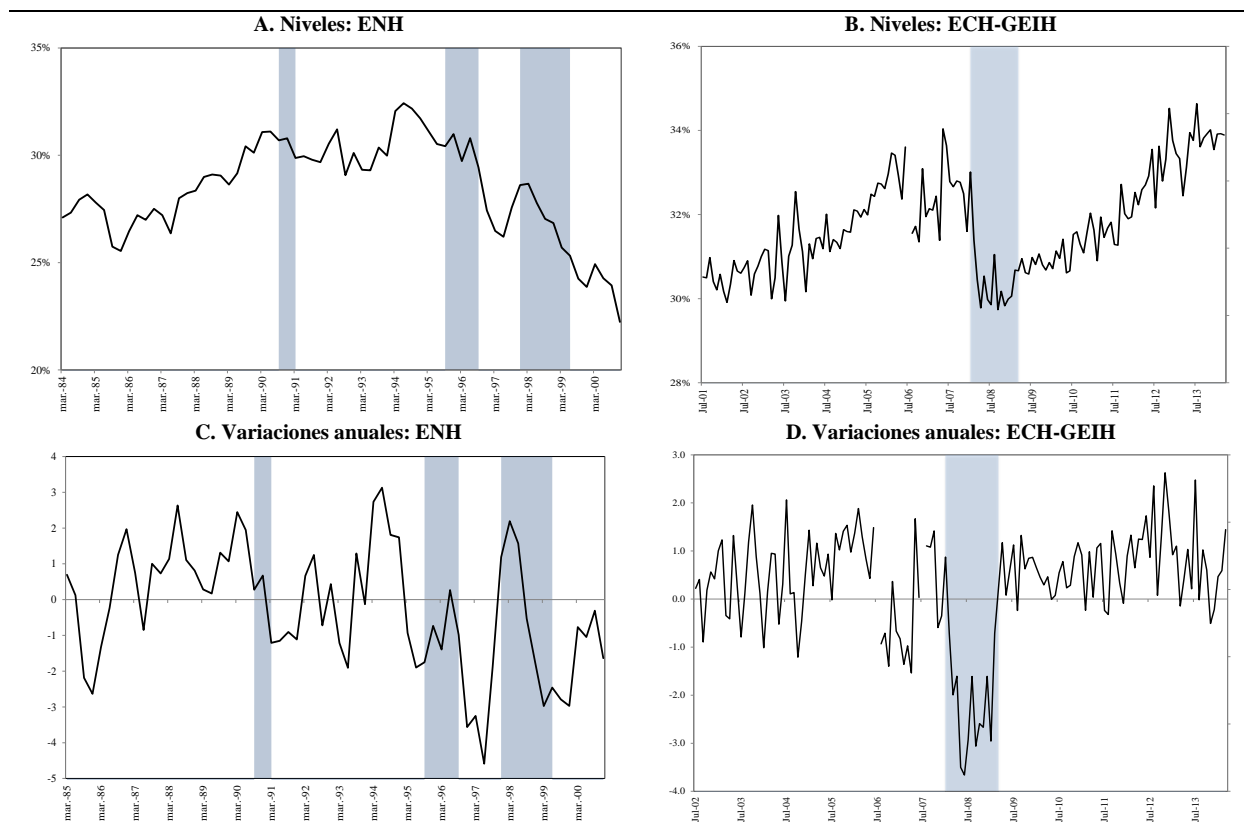 A. Niveles: ENH
35%
30%
25%
20%
mar.-84
mar.-85
mar.-86
mar.-87
mar.-88
mar.-89
mar.-90
mar.-91
mar.-92
mar.-93
mar.-94
mar.-95
mar.-96
mar.-97
mar.-98
mar.-99
mar.-00
B. Niveles: ECH-GEIH
36%
34%
32%
30%
28%
Jul-01
Jul-02
Jul-03
Jul-04
Jul-05
Jul-06
Jul-07
Jul-08
Jul-09
Jul-10
Jul-11
Jul-12
Jul-13
C. Variaciones anuales: ENH
4
3
2
1
0
-1
-2
-3
-4
-5
mar.-85
mar.-86
mar.-87
mar.-88
mar.-89
mar.-90
mar.-91
mar.-92
mar.-93
mar.-94
mar.-95
mar.-96
mar.-97
mar.-98
mar.-99
mar.-00
D. Variaciones anuales: ECH-GEIH
3.0
2.0
1.0
0.0
-1.0
-2.0
-3.0
-4.0
Jul-02
Jul-03
Jul-04
Jul-05
Jul-06
Jul-07
Jul-08
Jul-09
Jul-10
Jul-11
Jul-12
Jul-13